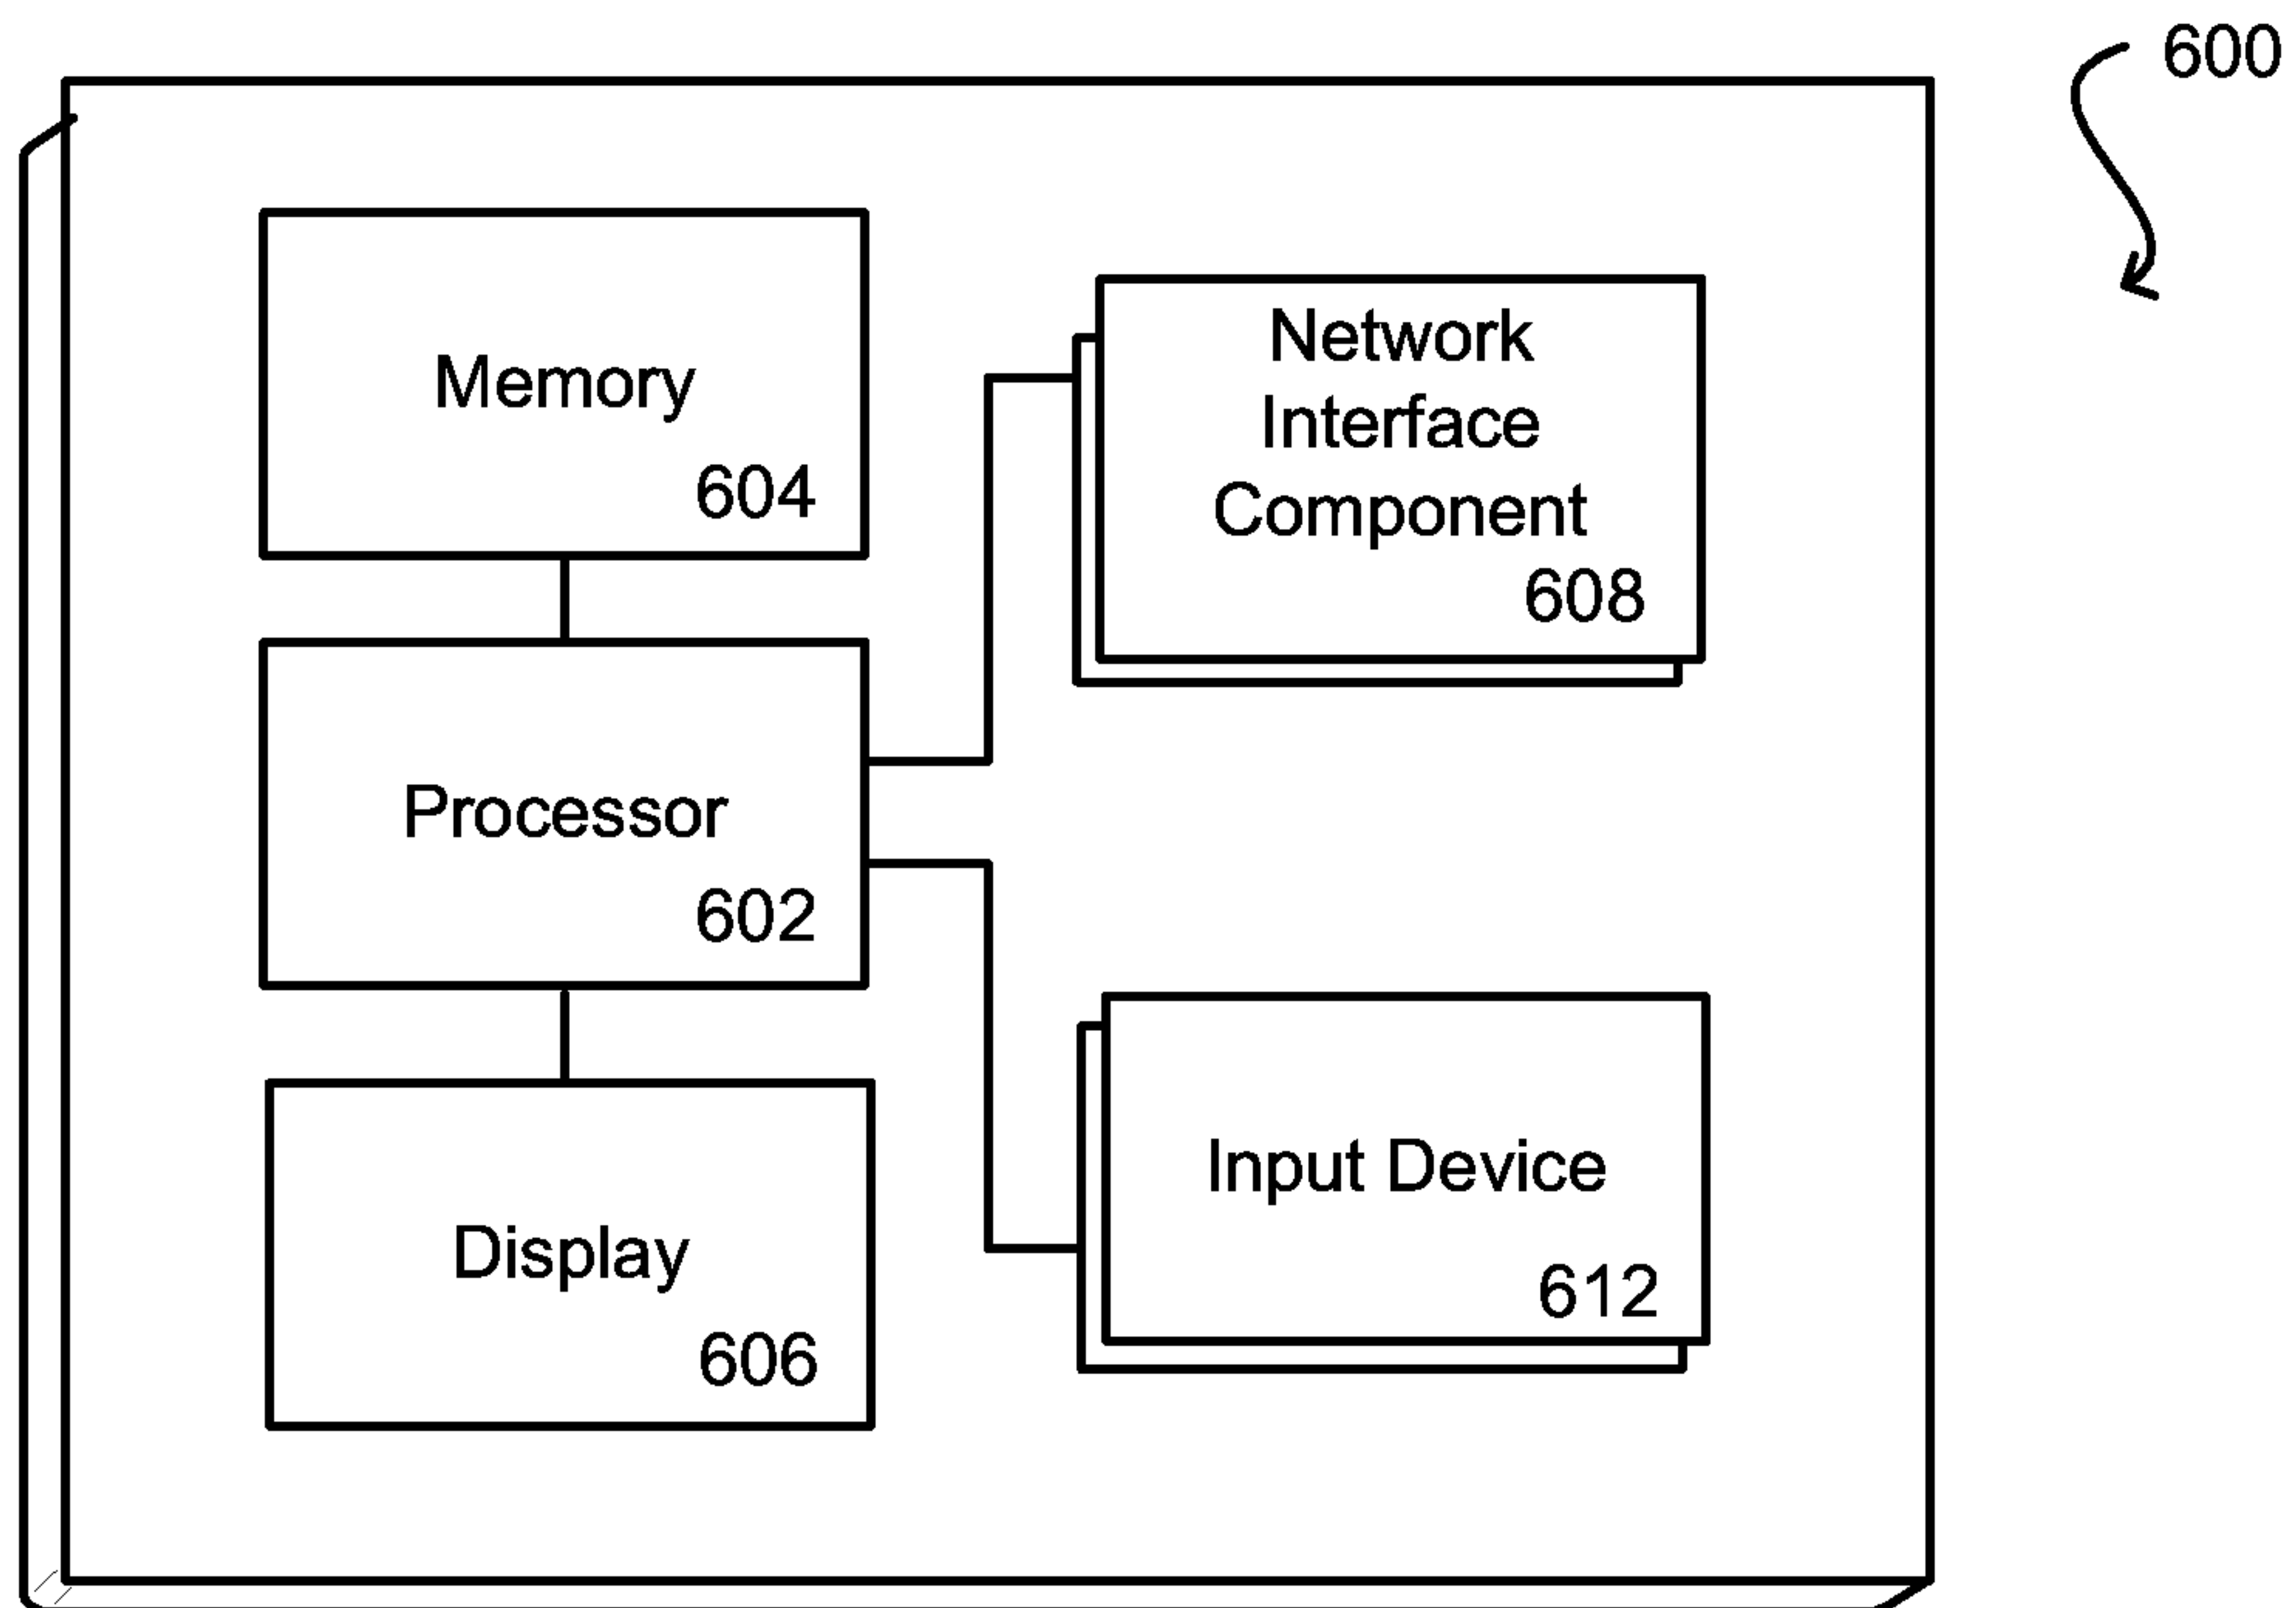 600
Memory
604
Network
Interface
Component
608
Processor
602
Input Device
612
Display
606